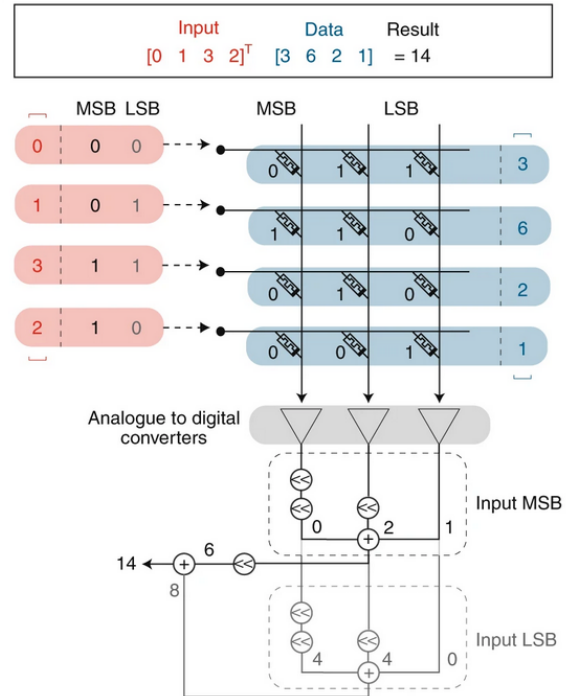 Input Data Result
[0 1 3 2]T [3 6 2 1] = 14
MSB LSB MSB LSB
0 0 0 0 1 1 3
1 0 1 1 1 0 6
3 1 1 0 1 0 2
2 1 0 0 0 1 1
Analogue to digital
converters
<<
<< << Input MSB
0 2 1
+
14 + 6 <<
8
<<
<< << Input LSB
4 4 0
+